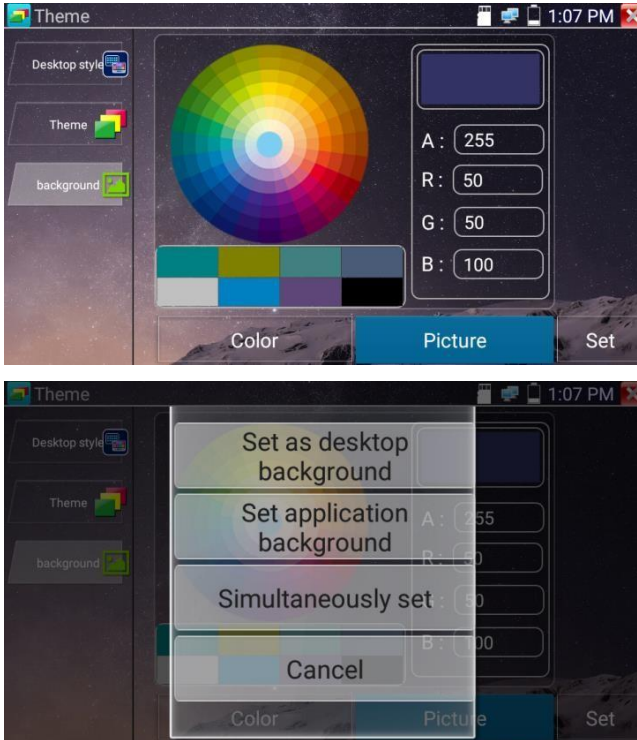 Theme 1:07 PM
Desktop style
Theme
background
A : 255
R : 50
G : 50
B : 100
Color Picture Set
Theme 1:07 PM
Desktop style
Theme
background
Set as desktop
background
Set application
background
Simultaneously set
Cancel
A : 255
R : 50
: 50
B : 100
Color Picture Set